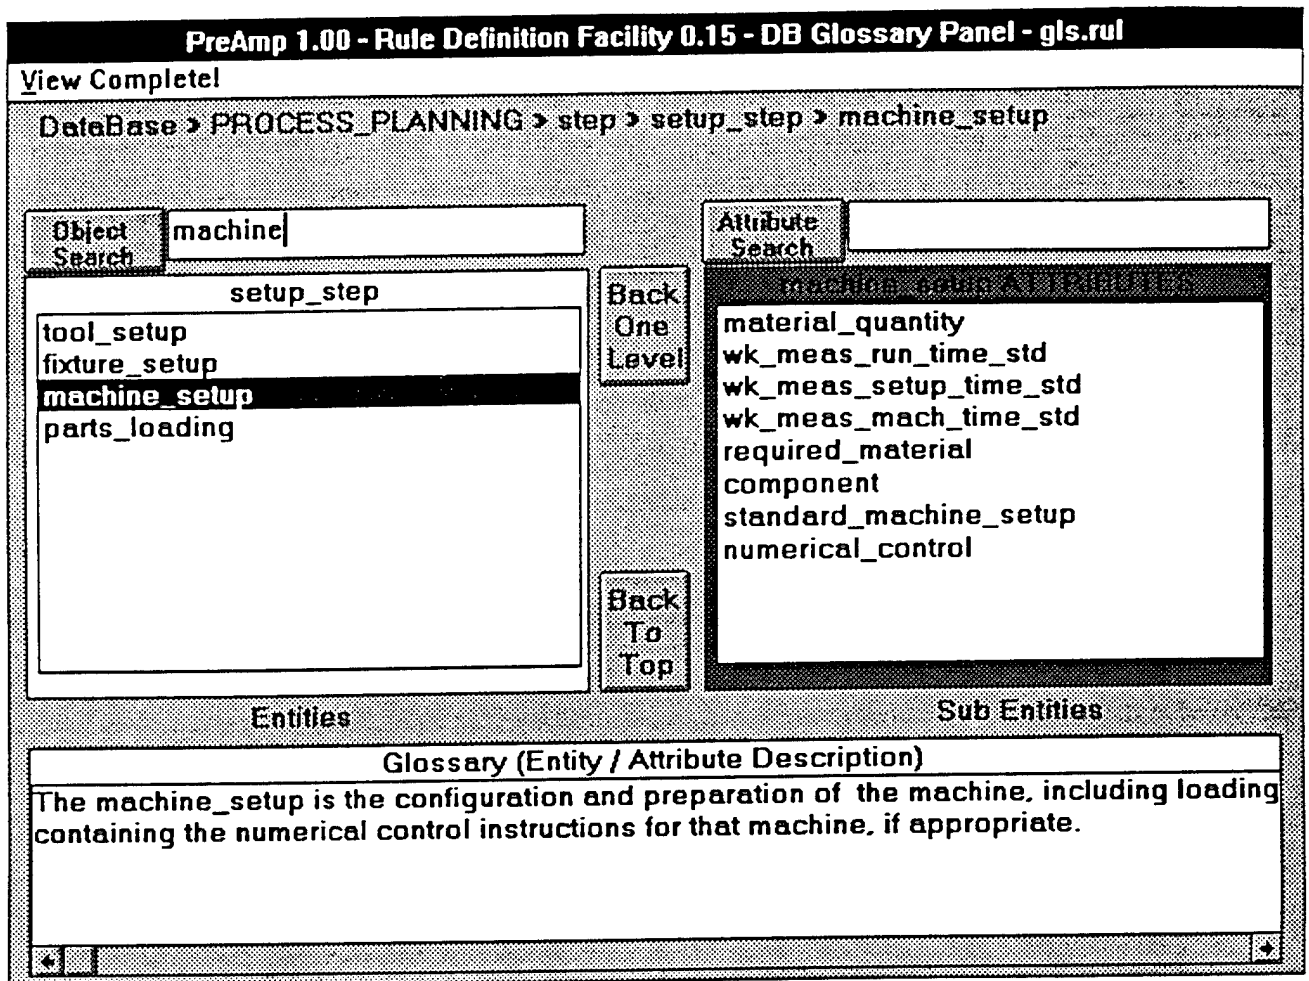 PreAmp 1.00 - Rule Definition Facility 0.15 - DB Glossary Panel - gls.rul
View Complete!
DataBase > PROCESS_PLANNING > step > setup_step > machine_setup
Object
Search
machine
Attribute
Search
setup_step
tool_setup
fixture_setup
machine_setup
parts_loading
Back
One
Level
Back
To
Top
machine_setup ATTRIBUTES
material_quantity
wk_meas_run_time_std
wk_meas_setup_time_std
wk_meas_mach_time_std
required_material
component
standard_machine_setup
numerical_control
Entities
Sub Entities
Glossary (Entity / Attribute Description)
The machine_setup is the configuration and preparation of the machine, including loading
containing the numerical control instructions for that machine, if appropriate.